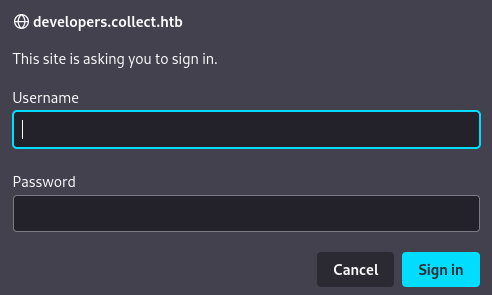 developers.collect.htb
This site is asking you to sign in.
Username
Password
Cancel
Sign in